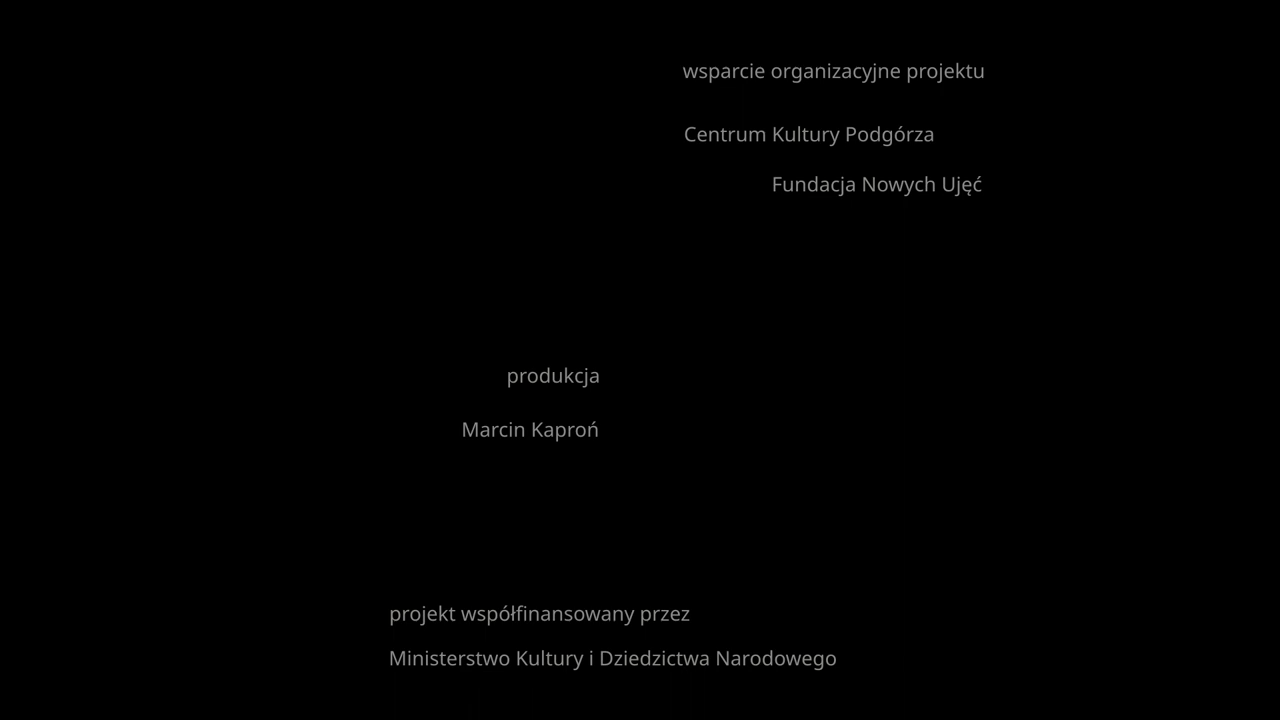 wsparcie organizacyjne projektu
Centrum Kultury Podgórza
Fundacja Nowych Ujęć
produkcja
Marcin Kaproń
projekt współfinansowany przez
Ministerstwo Kultury i Dziedzictwa Narodowego